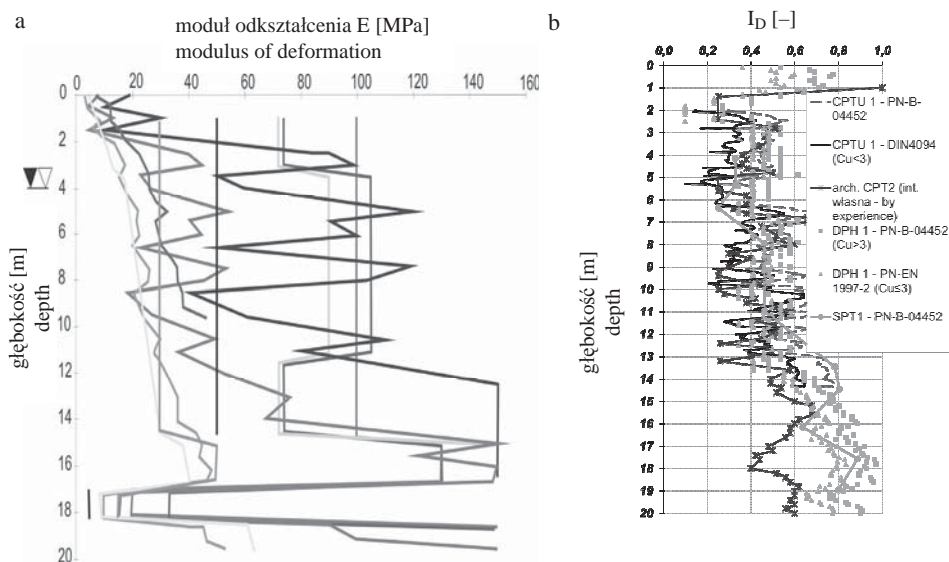 a
moduł odkształcenia E [MPa]
modulus of deformation
0 20 40 60 80 100 120 140 160
0
2
4
6
8
10
12
14
16
18
20
głębokość [m]
depth
b
I_D [–]
0,0 0,2 0,4 0,6 0,8 1,0
0
1
2
3
4
5
6
7
8
9
10
11
12
13
14
15
16
17
18
19
20
głębokość [m]
depth
CPTU 1 - PN-B-
04452
CPTU 1 - DIN4094
(Cu<3)
arch. CPT2 (int.
własna - by
experience)
DPH 1 - PN-B-04452
(Cu>3)
DPH 1 - PN-EN
1997-2 (Cu≤3)
SPT1 - PN-B-04452